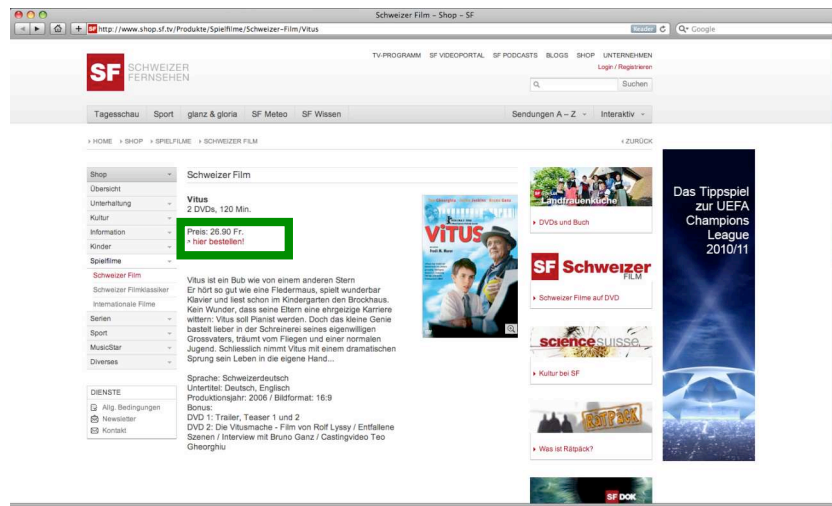 Schweizer Film – Shop – SF
http://www.shop.sf.tv/Produkte/Spielfilme/Schweizer-Film/Vitus
Reader
Google
TV-PROGRAMM SF VIDEOPORTAL SF PODCASTS BLOGS SHOP UNTERNEHMEN
Login / Registrieren
SF SCHWEIZER
FERNSEHEN
Suchen
Tagesschau Sport glanz & gloria SF Meteo SF Wissen Sendungen A – Z Interaktiv
HOME SHOP SPIELFILME SCHWEIZER FILM ZURÜCK
Shop
Übersicht
Unterhaltung
Kultur
Information
Kinder
Spielfilme
Schweizer Film
Schweizer Filmklassiker
Internationale Filme
Serien
Sport
MusicStar
Diverses
DIENSTE
Allg. Bedingungen
Newsletter
Kontakt
Schweizer Film
Vitus
2 DVDs, 120 Min.
Preis: 26.90 Fr.
hier bestellen!
Vitus ist ein Bub wie von einem anderen Stern
Er hört so gut wie eine Fledermaus, spielt wunderbar
Klavier und liest schon im Kindergarten den Brockhaus.
Kein Wunder, dass seine Eltern eine ehrgeizige Karriere
wittern: Vitus soll Pianist werden. Doch das kleine Genie
bastelt lieber in der Schreinerei seines eigenwilligen
Grossvaters, träumt vom Fliegen und einer normalen
Jugend. Schliesslich nimmt Vitus mit einem dramatischen
Sprung sein Leben in die eigene Hand...
Sprache: Schweizerdeutsch
Untertitel: Deutsch, Englisch
Produktionsjahr: 2006 / Bildformat: 16:9
Bonus:
DVD 1: Trailer, Teaser 1 und 2
DVD 2: Die Vitusmache - Film von Rolf Lyssy / Entfallene
Szenen / Interview mit Bruno Ganz / Castingvideo Teo
Gheorghiu
VITUS
Landfrauenküche
DVDs und Buch
SF Schweizer
FILM
Schweizer Filme auf DVD
sciencesuisse
Kultur bei SF
RÄTPÄCK
Was ist Rätpäck?
SF DOK
Das Tippspiel
zur UEFA
Champions
League
2010/11